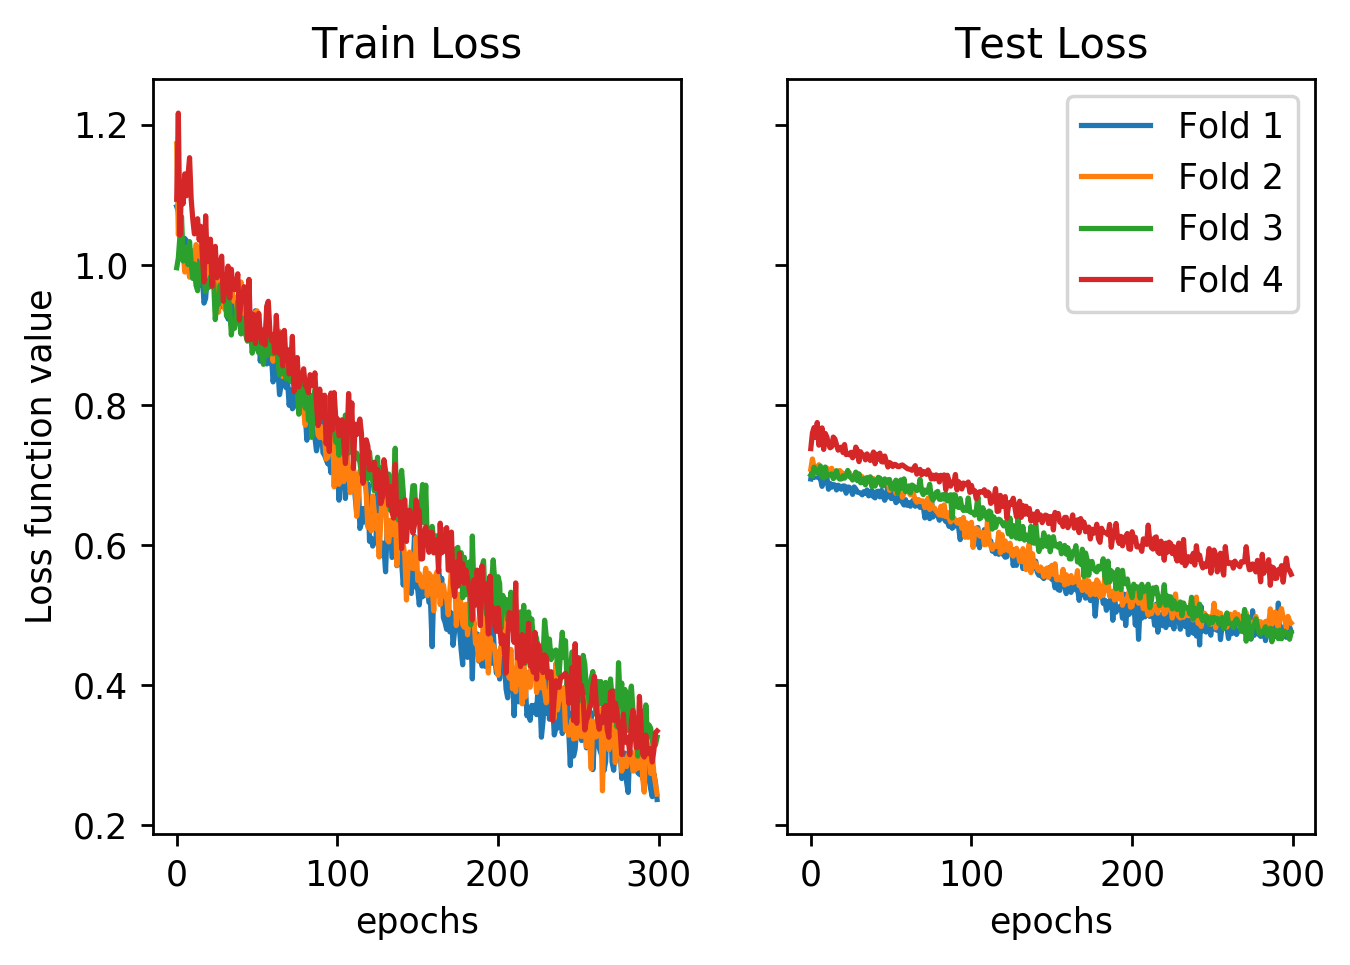 Train Loss
Test Loss
Loss function value
1.2
1.0
0.8
0.6
0.4
0.2
0 100 200 300
epochs
Fold 1
Fold 2
Fold 3
Fold 4
0 100 200 300
epochs